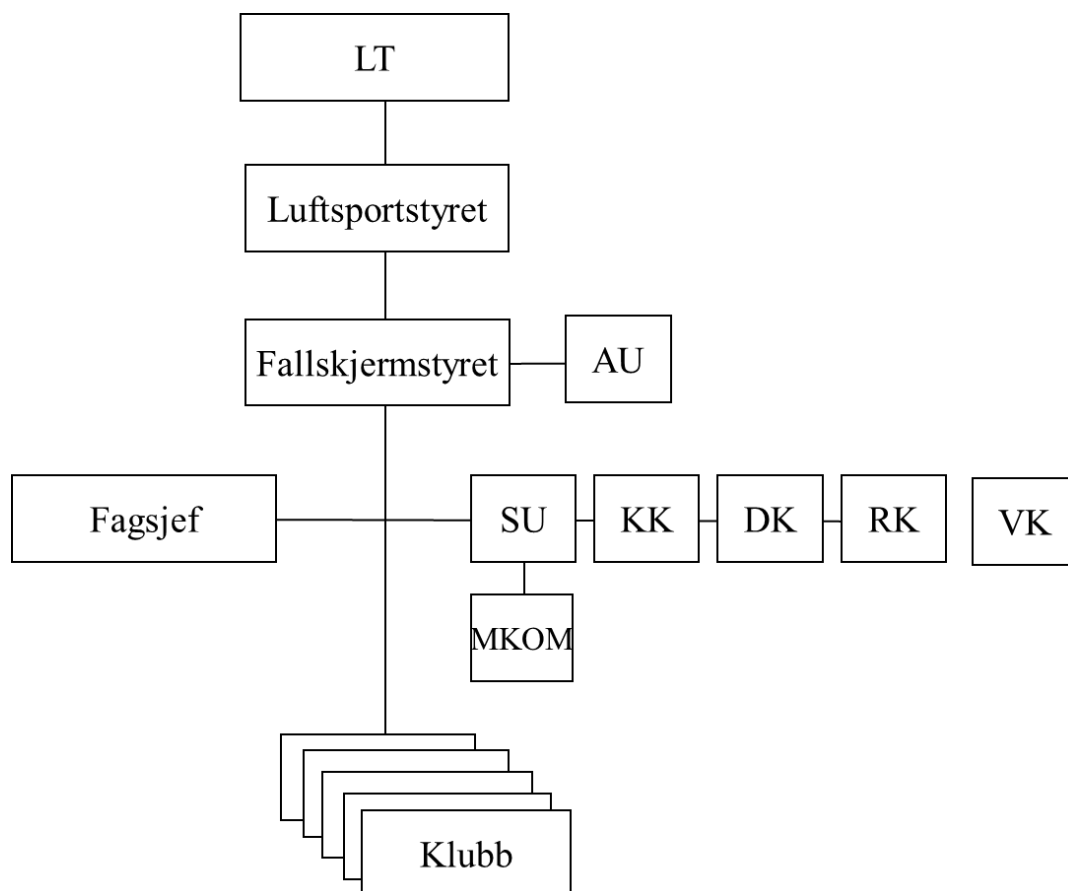 LT
Luftsportstyret
Fallskjermstyret
AU
Fagsjef
SU
KK
DK
RK
VK
MKOM
Klubb